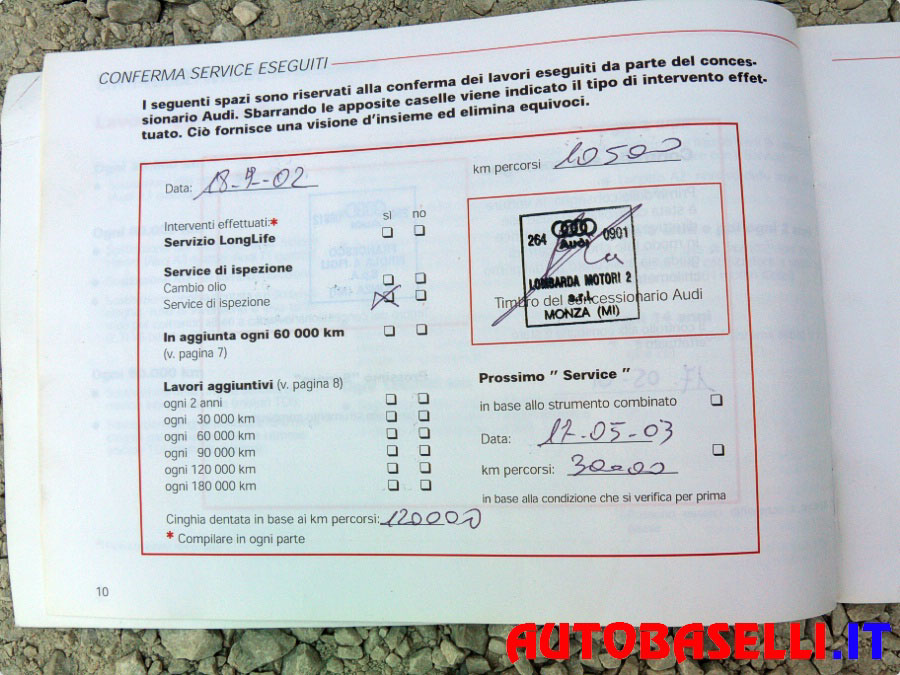 CONFERMA SERVICE ESEGUITI
I seguenti spazi sono riservati alla conferma dei lavori eseguiti da parte del conces-
sionario Audi. Sbarrando le apposite caselle viene indicato il tipo di intervento effet-
tuato. Ciò fornisce una visione d'insieme ed elimina equivoci.
Data: 18-9-02
km percorsi 10500
Interventi effettuati:* sì no
Servizio LongLife
Service di ispezione
Cambio olio
Service di ispezione
In aggiunta ogni 60 000 km
(v. pagina 7)
264 0901
Audi
LOMBARDA MOTORI 2
s.r.l.
Timbro del concessionario Audi
MONZA (MI)
Lavori aggiuntivi (v. pagina 8)
ogni 2 anni
ogni 30 000 km
ogni 60 000 km
ogni 90 000 km
ogni 120 000 km
ogni 180 000 km
Cinghia dentata in base ai km percorsi: 120000
* Compilare in ogni parte
Prossimo " Service "
in base allo strumento combinato
Data: 17-05-03
km percorsi: 30000
in base alla condizione che si verifica per prima
10
AUTOBASELLI.IT